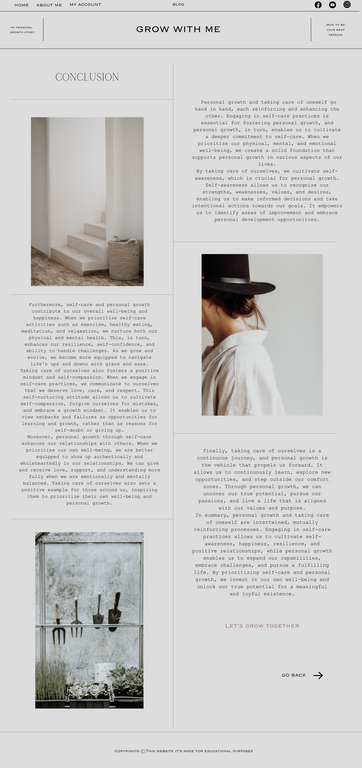 HOME ABOUT ME MY ACCOUNT BLOG
MY PERSONAL
GROWTH STORY
GROW WITH ME
HOW TO BE
YOUR BEST
VERSION
CONCLUSION
Personal growth and taking care of oneself go
hand in hand, each reinforcing and enhancing the
other. Engaging in self-care practices is
essential for fostering personal growth, and
personal growth, in turn, enables us to cultivate
a deeper commitment to self-care. When we
prioritize our physical, mental, and emotional
well-being, we create a solid foundation that
supports personal growth in various aspects of our
lives.
By taking care of ourselves, we cultivate self-
awareness, which is crucial for personal growth.
Self-awareness allows us to recognize our
strengths, weaknesses, values, and desires,
enabling us to make informed decisions and take
intentional actions towards our goals. It empowers
us to identify areas of improvement and embrace
personal development opportunities.
Furthermore, self-care and personal growth
contribute to our overall well-being and
happiness. When we prioritize self-care
activities such as exercise, healthy eating,
meditation, and relaxation, we nurture both our
physical and mental health. This, in turn,
enhances our resilience, self-confidence, and
ability to handle challenges. As we grow and
evolve, we become more equipped to navigate
life's ups and downs with grace and ease.
Taking care of ourselves also fosters a positive
mindset and self-compassion. When we engage in
self-care practices, we communicate to ourselves
that we deserve love, care, and respect. This
self-nurturing attitude allows us to cultivate
self-compassion, forgive ourselves for mistakes,
and embrace a growth mindset. It enables us to
view setbacks and failures as opportunities for
learning and growth, rather than as reasons for
self-doubt or giving up.
Moreover, personal growth through self-care
enhances our relationships with others. When we
prioritize our own well-being, we are better
equipped to show up authentically and
wholeheartedly in our relationships. We can give
and receive love, support, and understanding more
fully when we are emotionally and mentally
balanced. Taking care of ourselves also sets a
positive example for those around us, inspiring
them to prioritize their own well-being and
personal growth.
Finally, taking care of ourselves is a
continuous journey, and personal growth is
the vehicle that propels us forward. It
allows us to continuously learn, explore new
opportunities, and step outside our comfort
zones. Through personal growth, we can
uncover our true potential, pursue our
passions, and live a life that is aligned
with our values and purpose.
In summary, personal growth and taking care
of oneself are intertwined, mutually
reinforcing processes. Engaging in self-care
practices allows us to cultivate self-
awareness, happiness, resilience, and
positive relationships, while personal growth
enables us to expand our capabilities,
embrace challenges, and pursue a fulfilling
life. By prioritizing self-care and personal
growth, we invest in our own well-being and
unlock our true potential for a meaningful
and joyful existence.
LET'S GROW TOGETHER
GO BACK
Copyrights © This website it's made for educational purposes